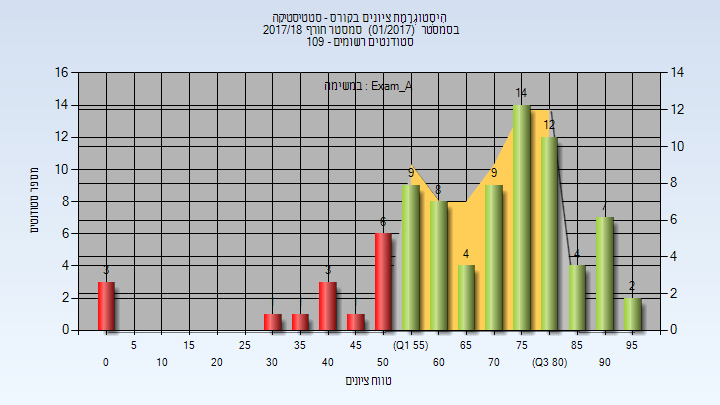 היסטוגרמת ציונים בקורס - סטטיסטיקה
בסמסטר (01/2017) סמסטר חורף 2017/18
סטודנטים רשומים - 109
במשימה : Exam_A
מספר סטודנטים
16 14 12 10 8 6 4 2 0
14 12 10 8 6 4 2 0
3 3 6 9 8 4 9 14 12 4 7 2
5 15 25 35 45 (Q1 55) 65 75 85 95
0 10 20 30 40 50 60 70 (Q3 80) 90
טווח ציונים